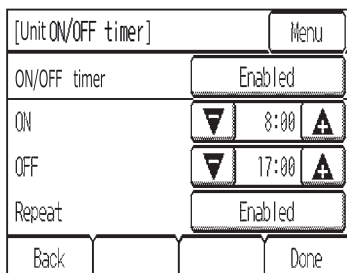 [Unit ON/OFF timer] Menu
ON/OFF timer Enabled
ON 8:00
OFF 17:00
Repeat Enabled
Back Done